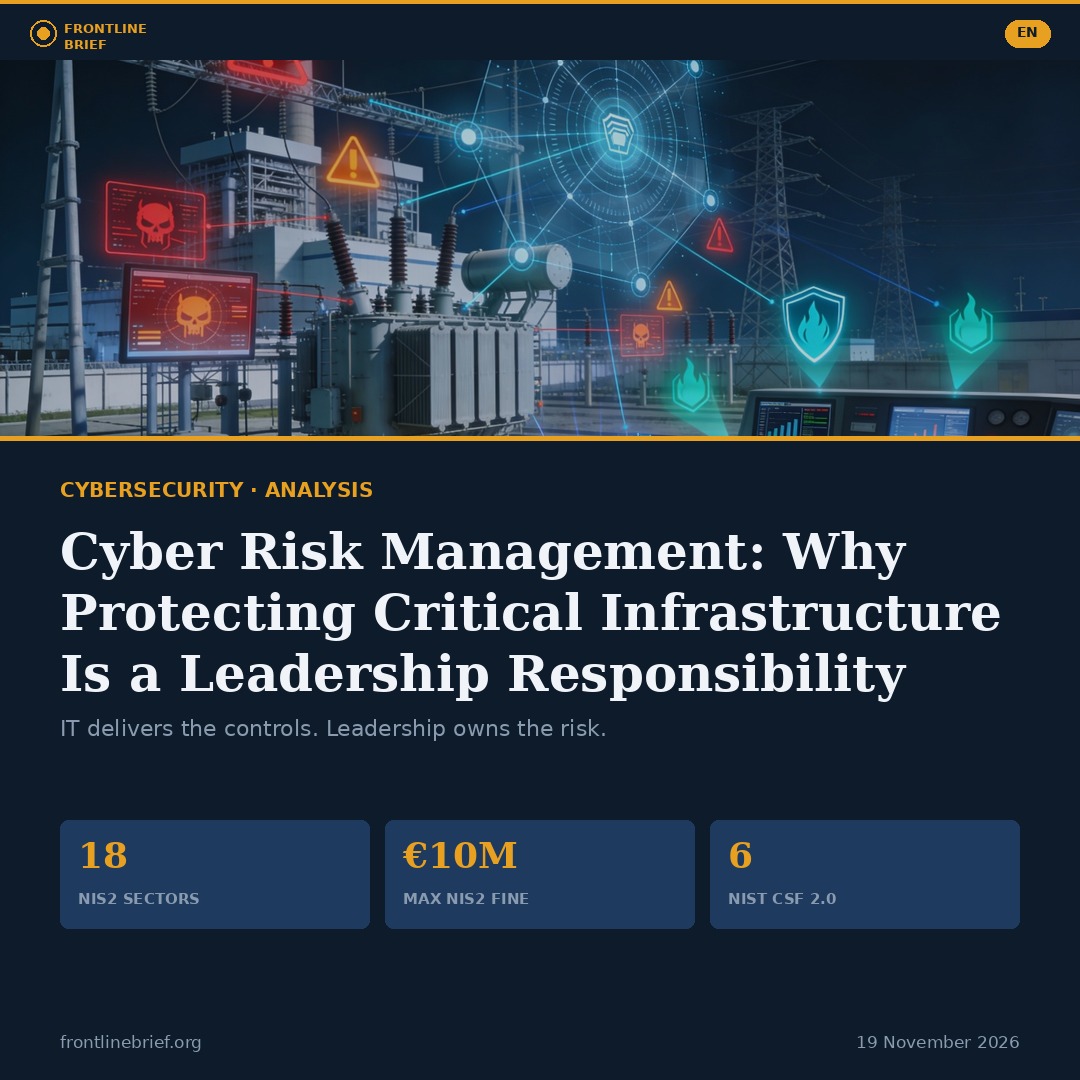 FRONTLINE
BRIEF
EN
CYBERSECURITY · ANALYSIS
Cyber Risk Management: Why
Protecting Critical Infrastructure
Is a Leadership Responsibility
IT delivers the controls. Leadership owns the risk.
18
NIS2 SECTORS
€10M
MAX NIS2 FINE
6
NIST CSF 2.0
frontlinebrief.org
19 November 2026